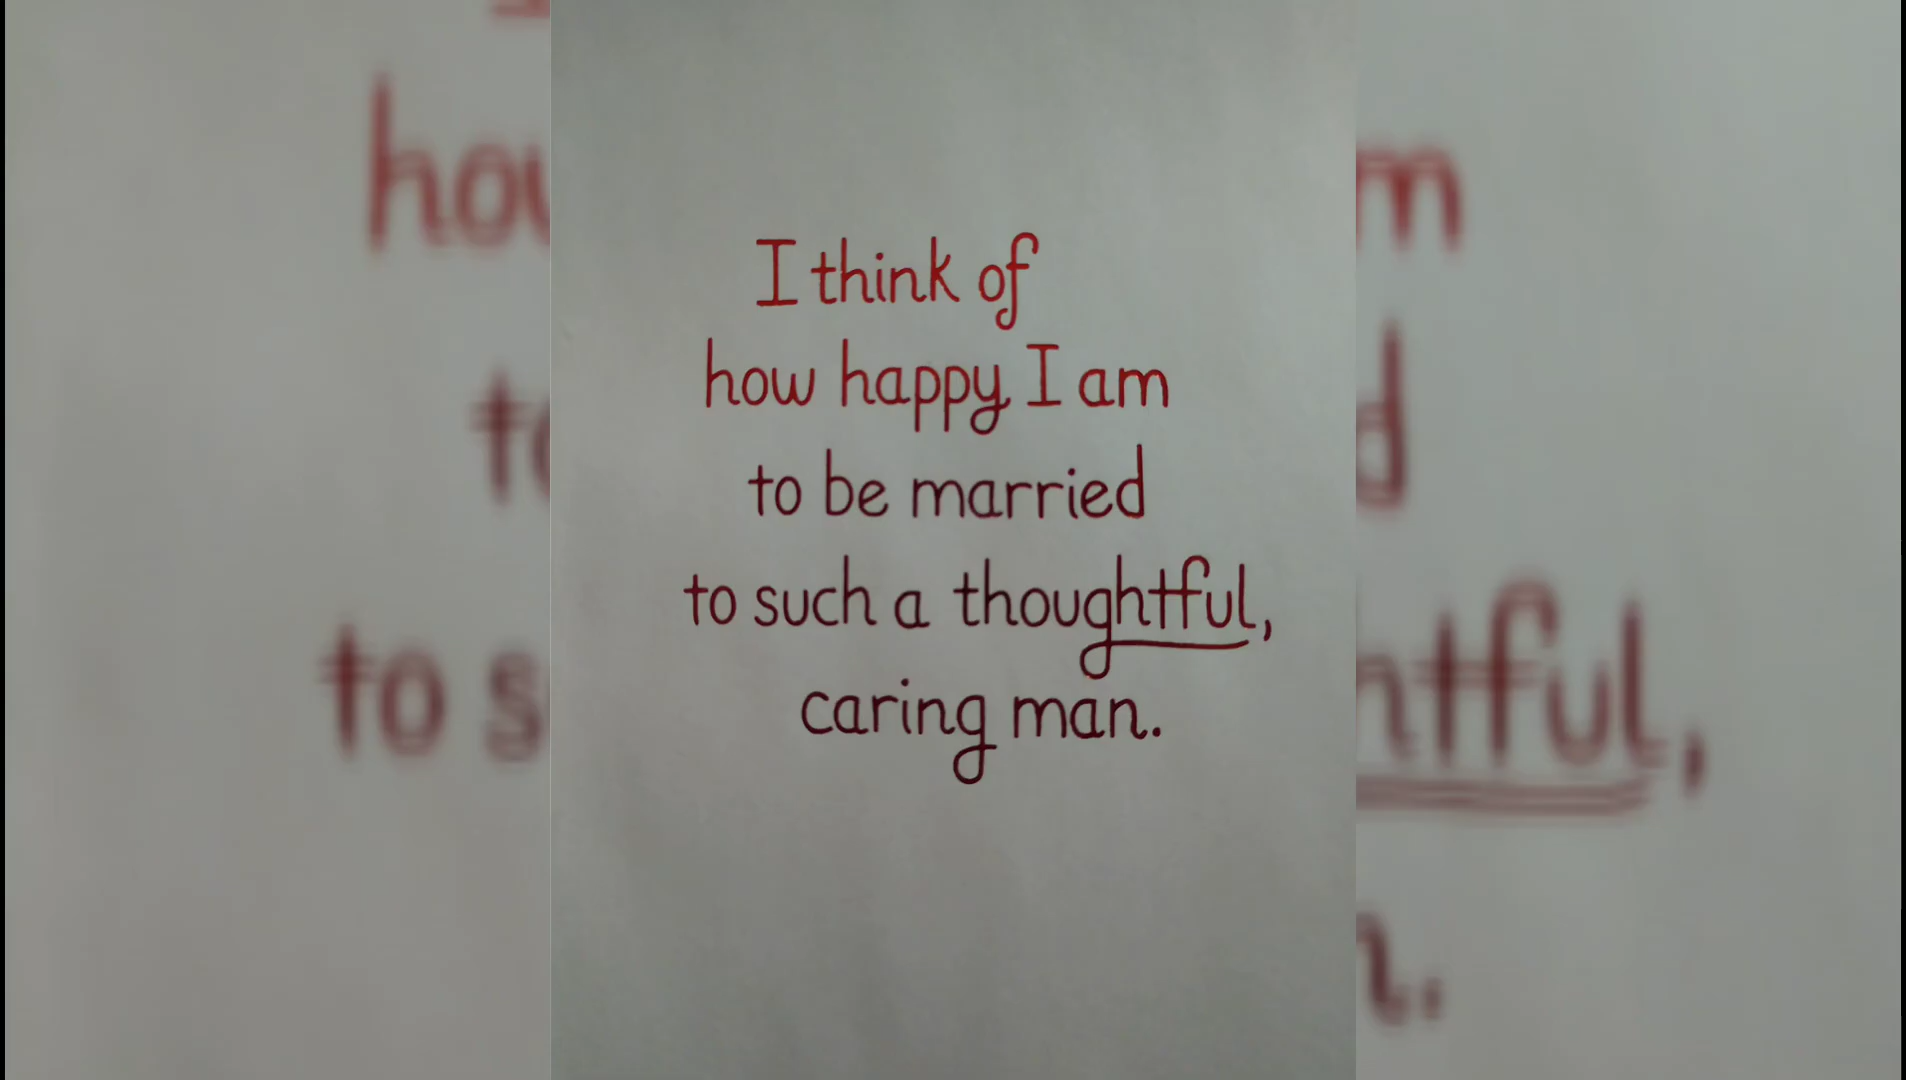 I think of
how happy I am
to be married
to such a thoughtful,
caring man.